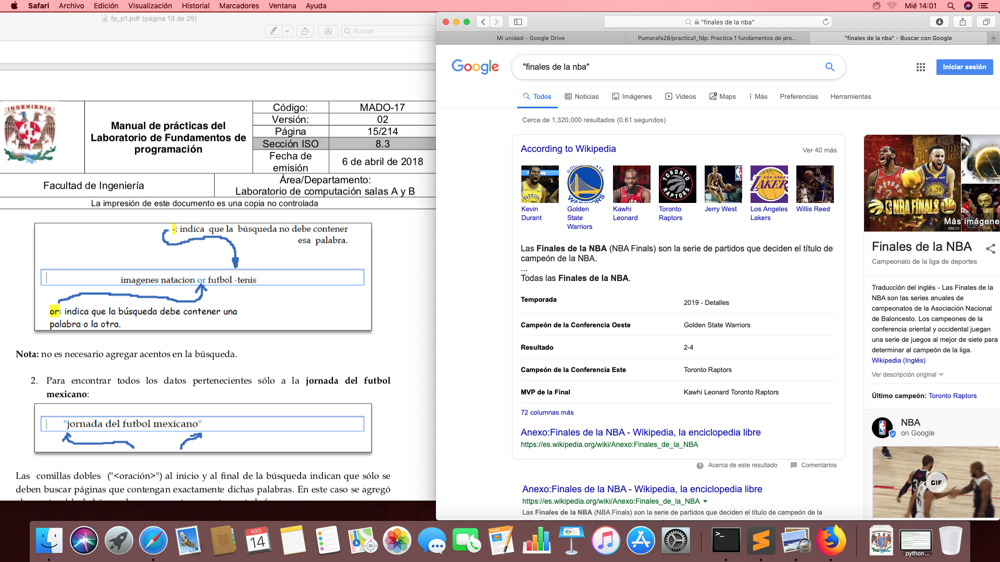 Safari Archivo Edición Visualización Historial Marcadores Ventana Ayuda
Mié 14:01
fp_p1.pdf (página 13 de 29)
Buscar
INGENIERIA
Manual de prácticas del
Laboratorio de Fundamentos de
programación
Código: MADO-17
Versión: 02
Página 15/214
Sección ISO 8.3
Fecha de
emisión
6 de abril de 2018
Facultad de Ingeniería
Área/Departamento:
Laboratorio de computación salas A y B
La impresión de este documento es una copia no controlada
-: indica que la búsqueda no debe contener
esa palabra.
imagenes natacion or futbol -tenis
or: indica que la búsqueda debe contener una
palabra o la otra.
Nota: no es necesario agregar acentos en la búsqueda.
2. Para encontrar todos los datos pertenecientes sólo a la jornada del futbol
mexicano:
"jornada del futbol mexicano"
Las comillas dobles ("<oración>") al inicio y al final de la búsqueda indican que sólo se
deben buscar páginas que contengan exactamente dichas palabras. En este caso se agregó
"finales de la nba"
Mi unidad - Google Drive
Pumarafa28/practica1_fdp: Practica 1 fundamentos de pro...
"finales de la nba" - Buscar con Google
Google
"finales de la nba"
Iniciar sesión
Todos Noticias Imágenes Videos Maps Más Preferencias Herramientas
Cerca de 1,320,000 resultados (0.61 segundos)
According to Wikipedia
Ver 40 más
Kevin
Durant
Golden
State
Warriors
Kawhi
Leonard
Toronto
Raptors
Jerry West
Los Angeles
Lakers
Willis Reed
Las Finales de la NBA (NBA Finals) son la serie de partidos que deciden el título de
campeón de la NBA.
...
Todas las Finales de la NBA.
Temporada 2019 - Detalles
Campeón de la Conferencia Oeste Golden State Warriors
Resultado 2-4
Campeón de la Conferencia Este Toronto Raptors
MVP de la Final Kawhi Leonard Toronto Raptors
72 columnas más
Anexo:Finales de la NBA - Wikipedia, la enciclopedia libre
https://es.wikipedia.org/wiki/Anexo:Finales_de_la_NBA
Acerca de este resultado Comentarios
Anexo:Finales de la NBA - Wikipedia, la enciclopedia libre
https://es.wikipedia.org/wiki/Anexo:Finales_de_la_NBA
Las Finales de la NBA (NBA Finals) son la serie de partidos que deciden el título de campeón de la
NBA FINALS
Más imágene
Finales de la NBA
Campeonato de la liga de deportes
Traducción del inglés - Las Finales de la
NBA son las series anuales de
campeonatos de la Asociación Nacional
de Baloncesto. Los campeones de la
conferencia oriental y occidental juegan
una serie de juegos al mejor de siete para
determinar al campeón de la liga.
Wikipedia (Inglés)
Ver descripción original
Último campeón: Toronto Raptors
NBA
on Google
GIF
AGO
14
PAGES
3D
python ...